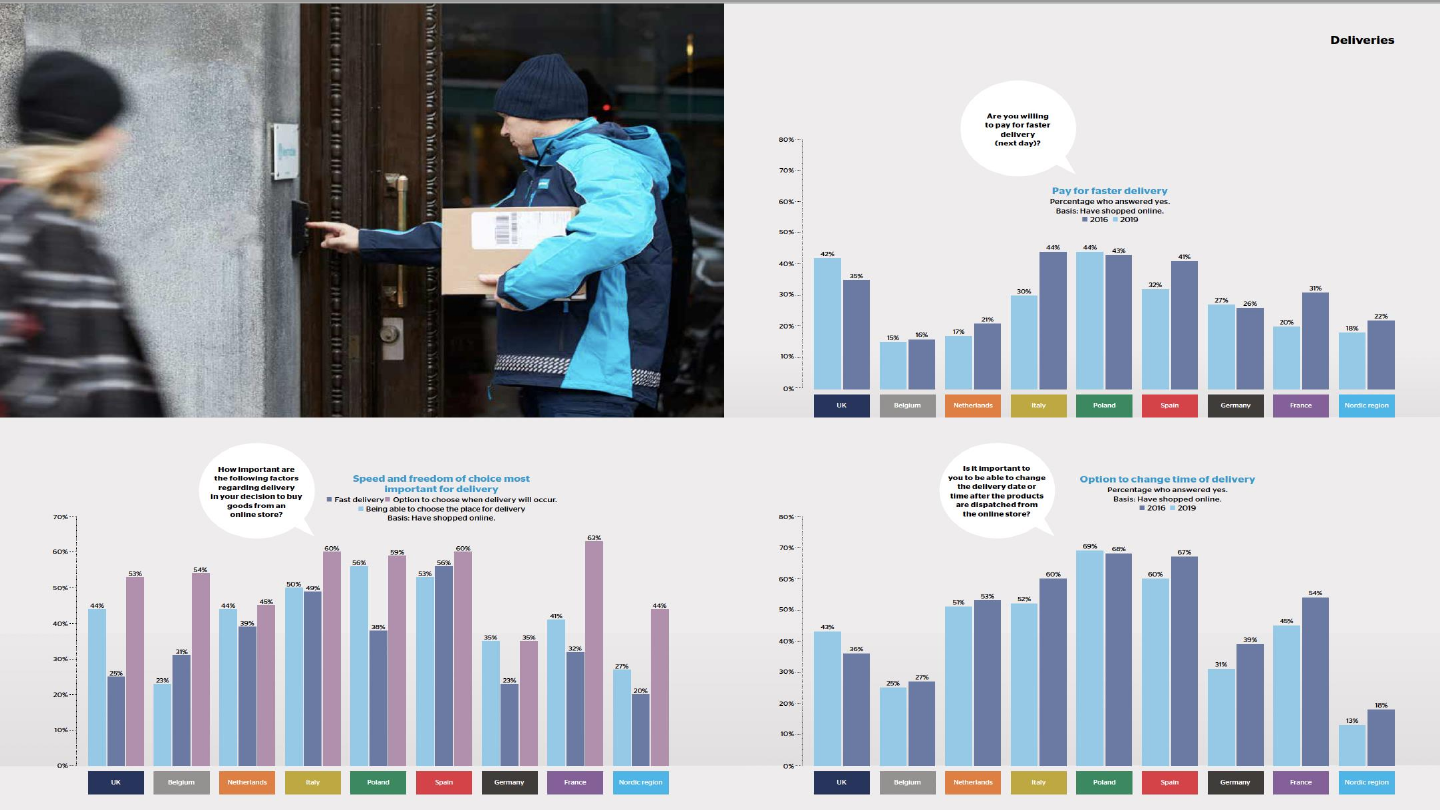 Deliveries
Are you willing
to pay for faster
delivery
(next day)?
Pay for faster delivery
Percentage who answered yes.
Basis: Have shopped online.
2016 2019
80%
70%
60%
50%
40%
30%
20%
10%
0%
42% 35% 15% 16% 17% 21% 30% 44% 44% 43% 32% 41% 27% 26% 20% 31% 18% 22%
UK Belgium Netherlands Italy Poland Spain Germany France Nordic region
How important are
the following factors
regarding delivery
in your decision to buy
goods from an
online store?
Speed and freedom of choice most
important for delivery
Fast delivery Option to choose when delivery will occur.
Being able to choose the place for delivery
Basis: Have shopped online.
70%
60%
50%
40%
30%
20%
10%
0%
44% 25% 53% 23% 31% 54% 44% 39% 45% 50% 49% 60% 56% 38% 59% 53% 56% 60% 35% 23% 35% 41% 32% 63% 27% 20% 44%
UK Belgium Netherlands Italy Poland Spain Germany France Nordic region
Is it important to
you to be able to change
the delivery date or
time after the products
are dispatched from
the online store?
Option to change time of delivery
Percentage who answered yes.
Basis: Have shopped online.
2016 2019
80%
70%
60%
50%
40%
30%
20%
10%
0%
43% 36% 25% 27% 51% 53% 52% 60% 69% 68% 60% 67% 31% 39% 45% 54% 13% 18%
UK Belgium Netherlands Italy Poland Spain Germany France Nordic region